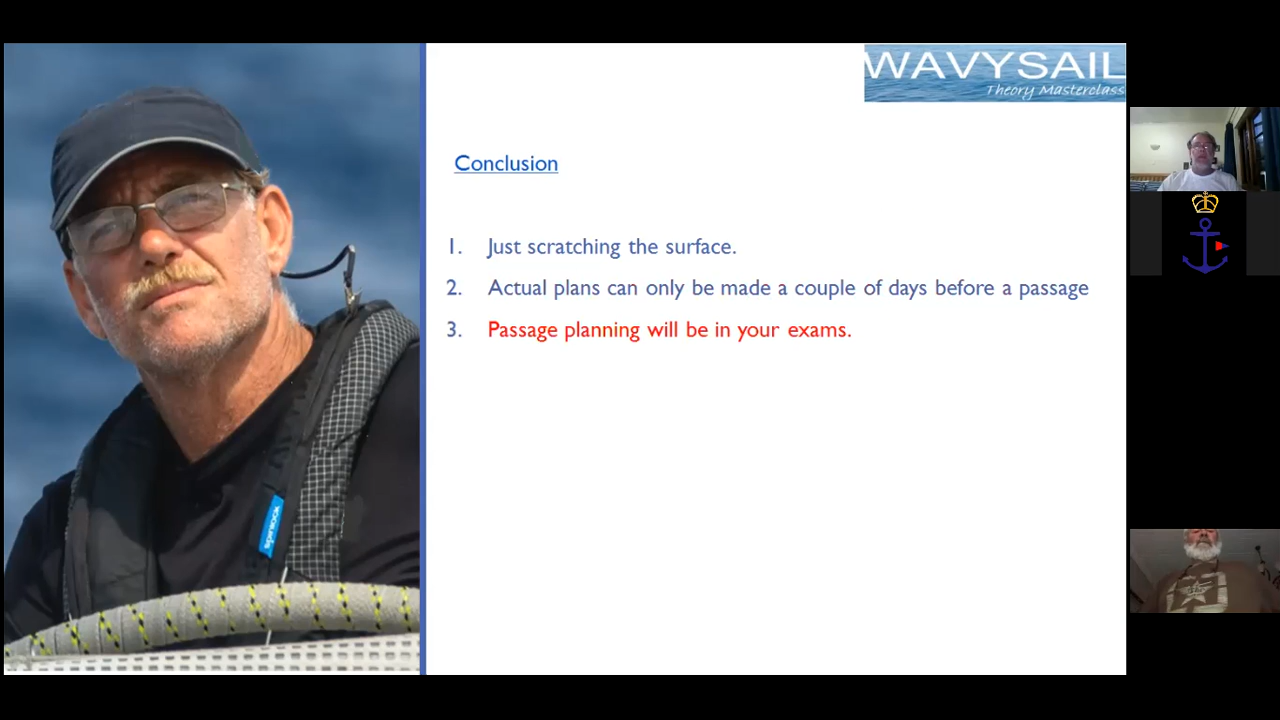 WAVYSAIL
Theory Masterclass
Conclusion
1. Just scratching the surface.
2. Actual plans can only be made a couple of days before a passage
3. Passage planning will be in your exams.
spinlock